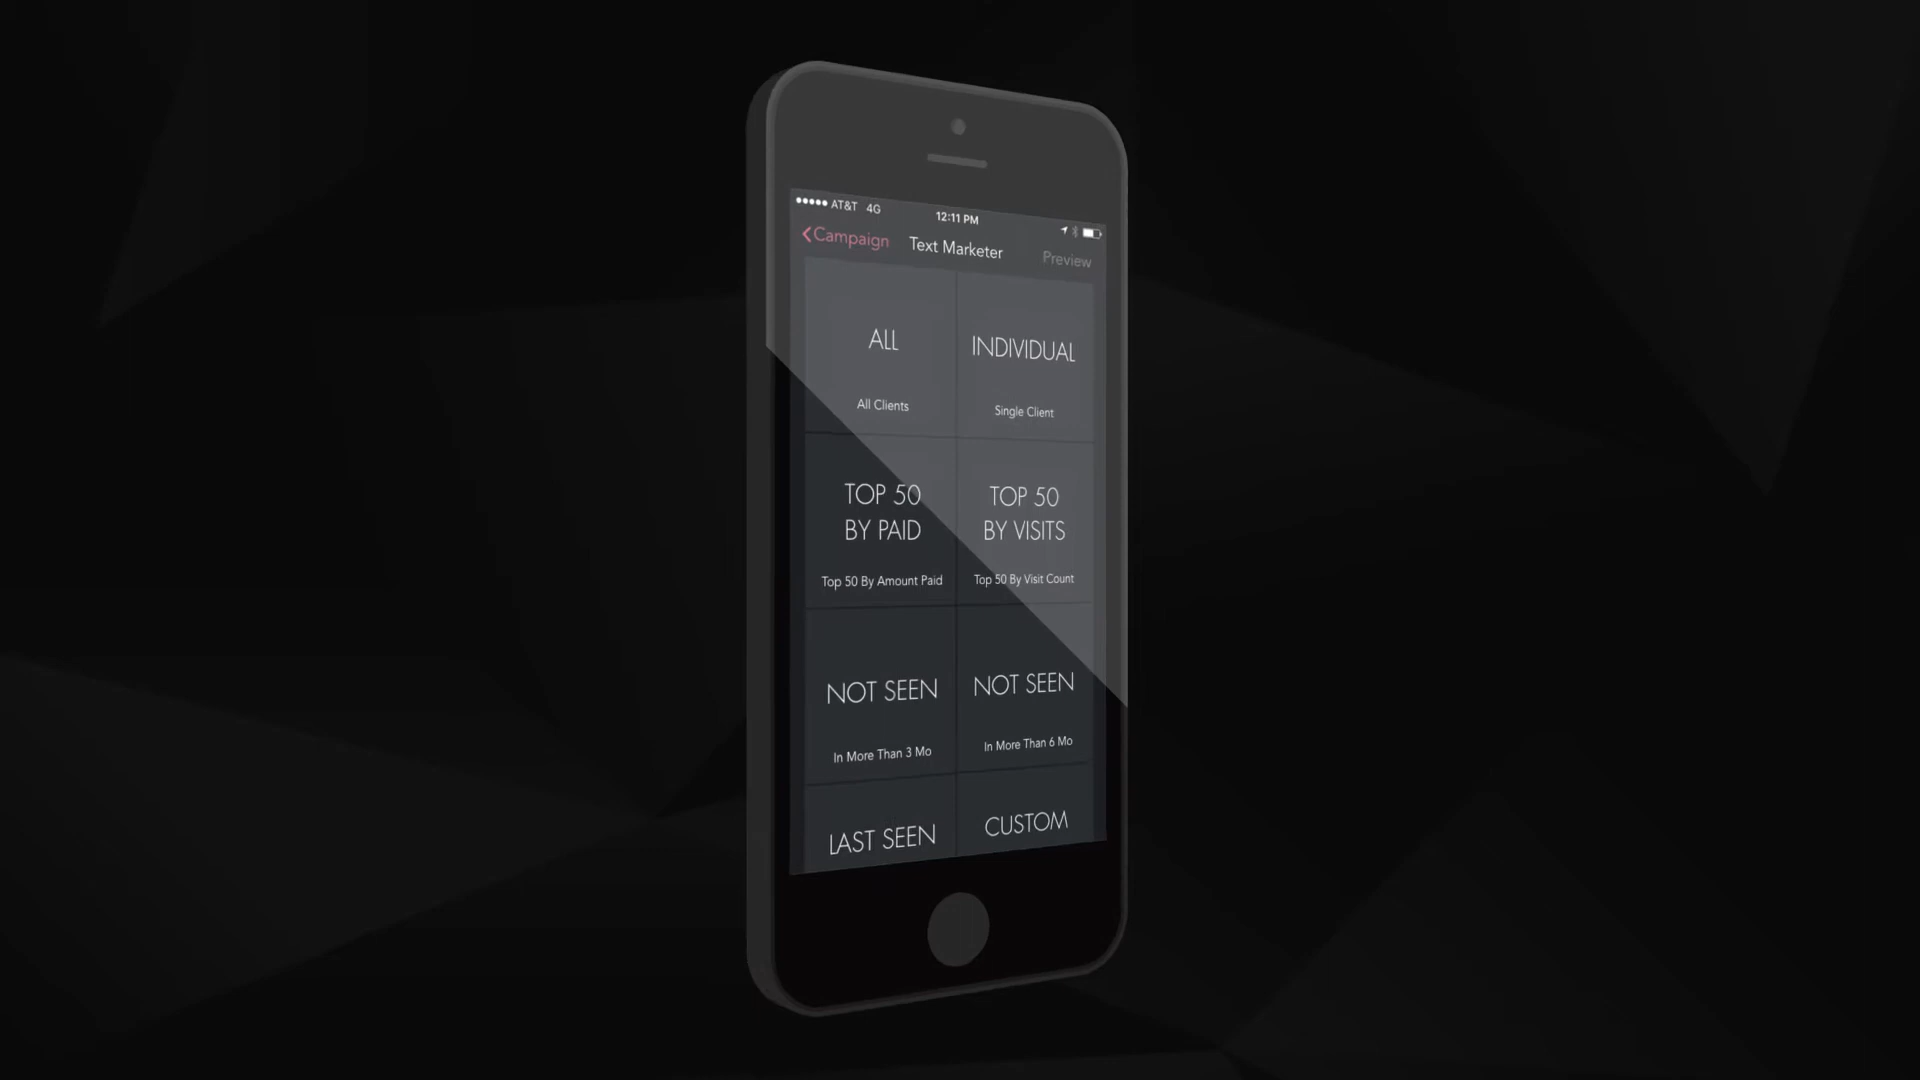 AT&T 4G 12:11 PM
Campaign Text Marketer Preview
ALL
All Clients
INDIVIDUAL
Single Client
TOP 50
BY PAID
Top 50 By Amount Paid
TOP 50
BY VISITS
Top 50 By Visit Count
NOT SEEN
In More Than 3 Mo
NOT SEEN
In More Than 6 Mo
LAST SEEN
CUSTOM